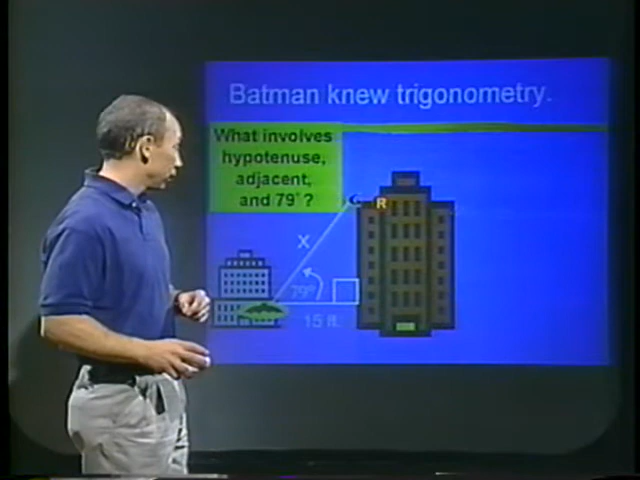 Batman knew trigonometry.
What involves
hypotenuse,
adjacent,
and 79°?
R
X
79°
15 ft.